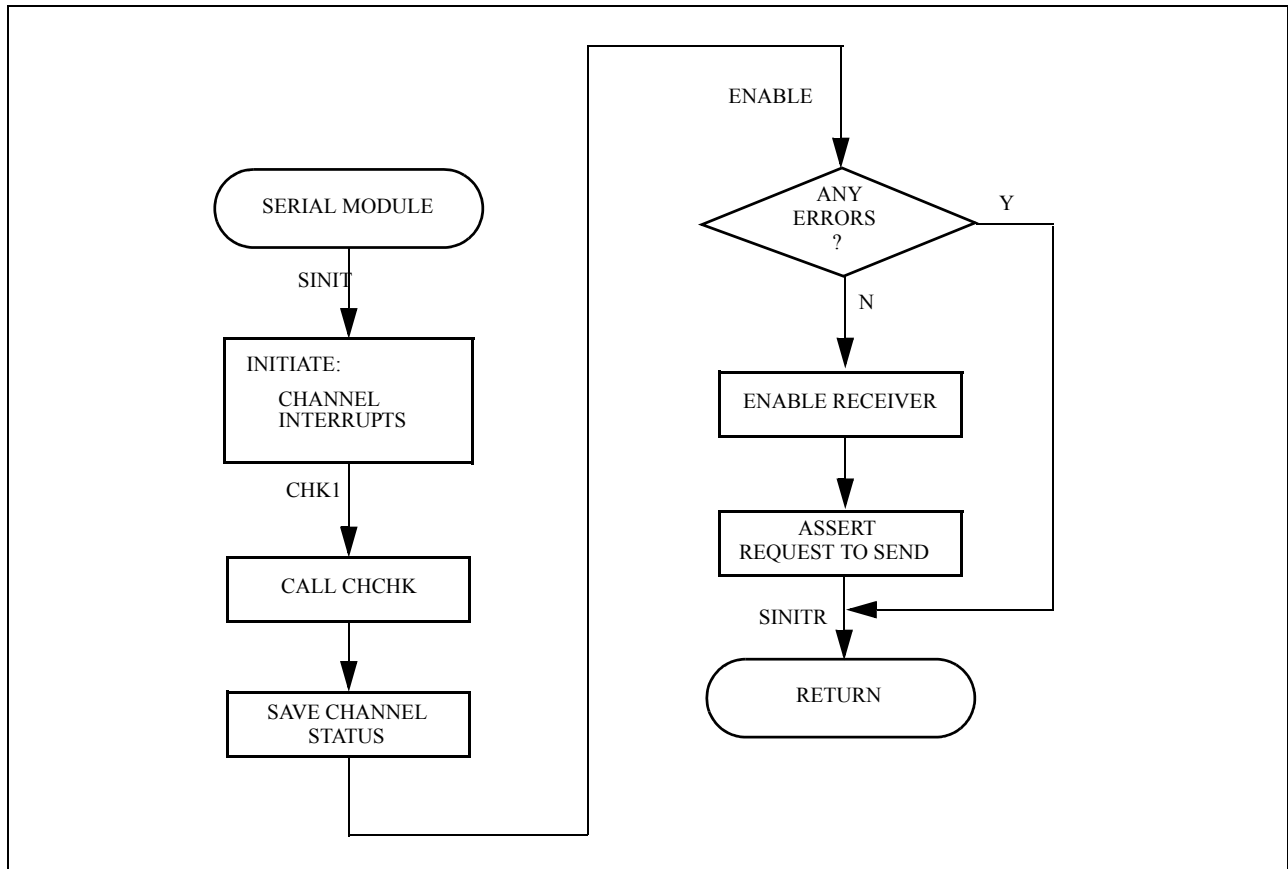 SERIAL MODULE
SINIT
INITIATE:
CHANNEL
INTERRUPTS
CHK1
CALL CHCHK
SAVE CHANNEL
STATUS
ENABLE
ANY
ERRORS
?
Y
N
ENABLE RECEIVER
ASSERT
REQUEST TO SEND
SINITR
RETURN